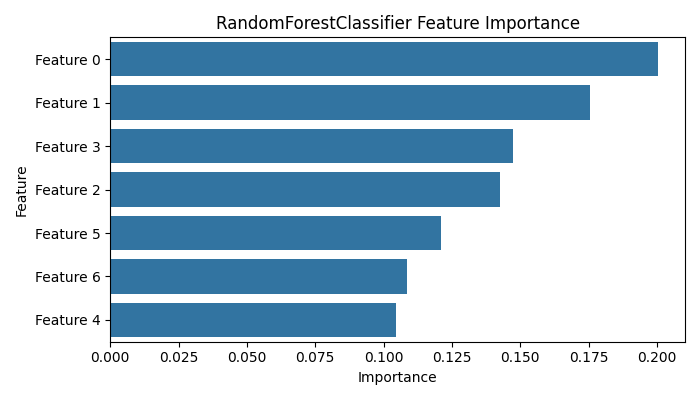 RandomForestClassifier Feature Importance
Feature 0
Feature 1
Feature 3
Feature 2
Feature 5
Feature 6
Feature 4
Feature
0.000 0.025 0.050 0.075 0.100 0.125 0.150 0.175 0.200
Importance